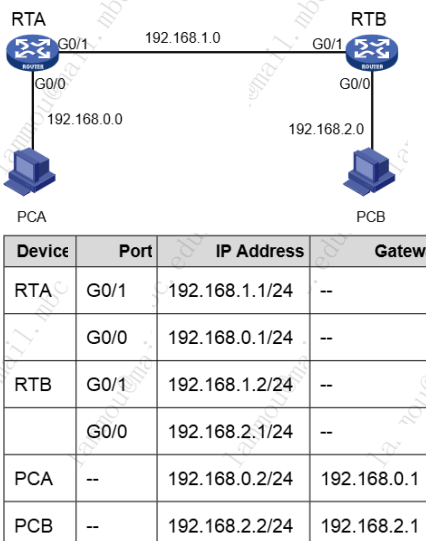 RTA
RTB
G0/1
192.168.1.0
G0/1
ROUTER
ROUTER
G0/0
G0/0
192.168.0.0
192.168.2.0
PCA
PCB
Device Port IP Address Gatew
RTA G0/1 192.168.1.1/24 --
G0/0 192.168.0.1/24 --
RTB G0/1 192.168.1.2/24 --
G0/0 192.168.2.1/24 --
PCA -- 192.168.0.2/24 192.168.0.1
PCB -- 192.168.2.2/24 192.168.2.1